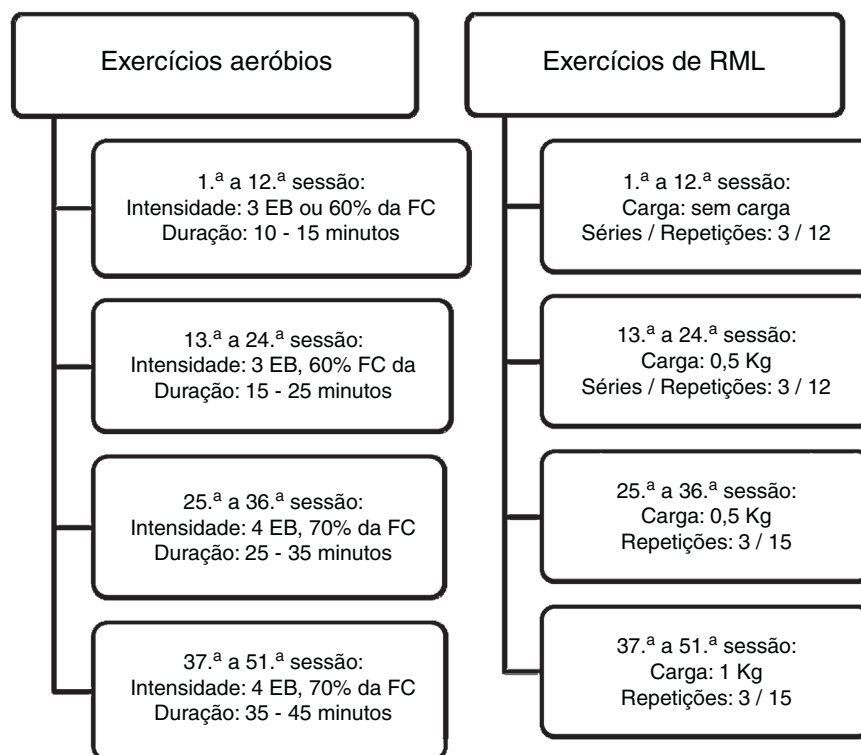 Exercícios aeróbios
1.ª a 12.ª sessão:
Intensidade: 3 EB ou 60% da FC
Duração: 10 - 15 minutos
13.ª a 24.ª sessão:
Intensidade: 3 EB, 60% FC da
Duração: 15 - 25 minutos
25.ª a 36.ª sessão:
Intensidade: 4 EB, 70% da FC
Duração: 25 - 35 minutos
37.ª a 51.ª sessão:
Intensidade: 4 EB, 70% da FC
Duração: 35 - 45 minutos
Exercícios de RML
1.ª a 12.ª sessão:
Carga: sem carga
Séries / Repetições: 3 / 12
13.ª a 24.ª sessão:
Carga: 0,5 Kg
Séries / Repetições: 3 / 12
25.ª a 36.ª sessão:
Carga: 0,5 Kg
Repetições: 3 / 15
37.ª a 51.ª sessão:
Carga: 1 Kg
Repetições: 3 / 15